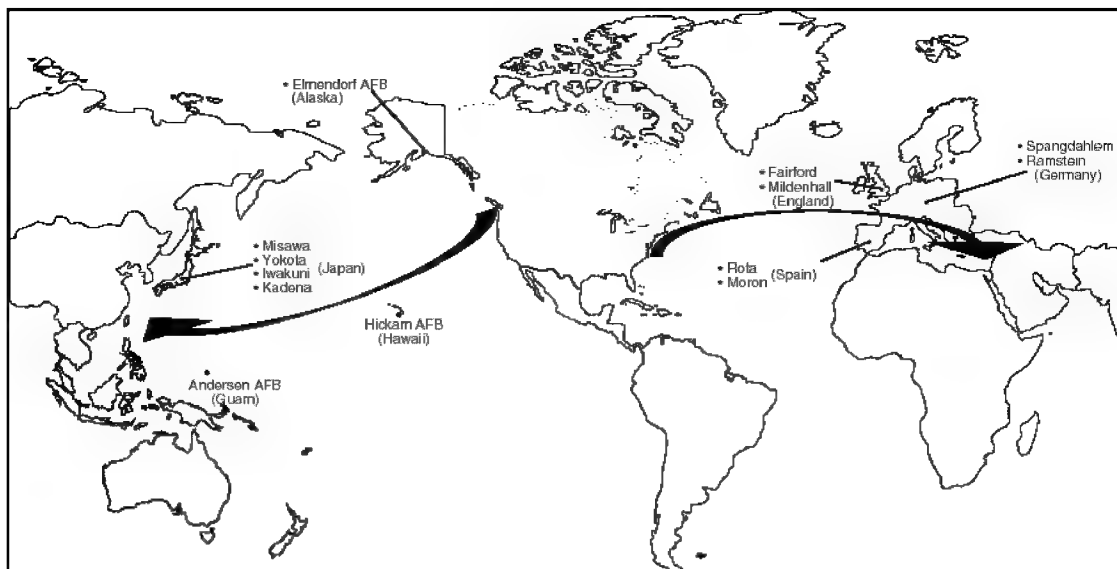 • Elmendorf AFB
(Alaska)
• Spangdahlem
• Ramstein
(Germany)
• Fairford
• Mildenhall
(England)
• Misawa
• Yokota
• Iwakuni (Japan)
• Kadena
• Rota
• Moron (Spain)
Hickam AFB
(Hawaii)
Andersen AFB
(Guam)